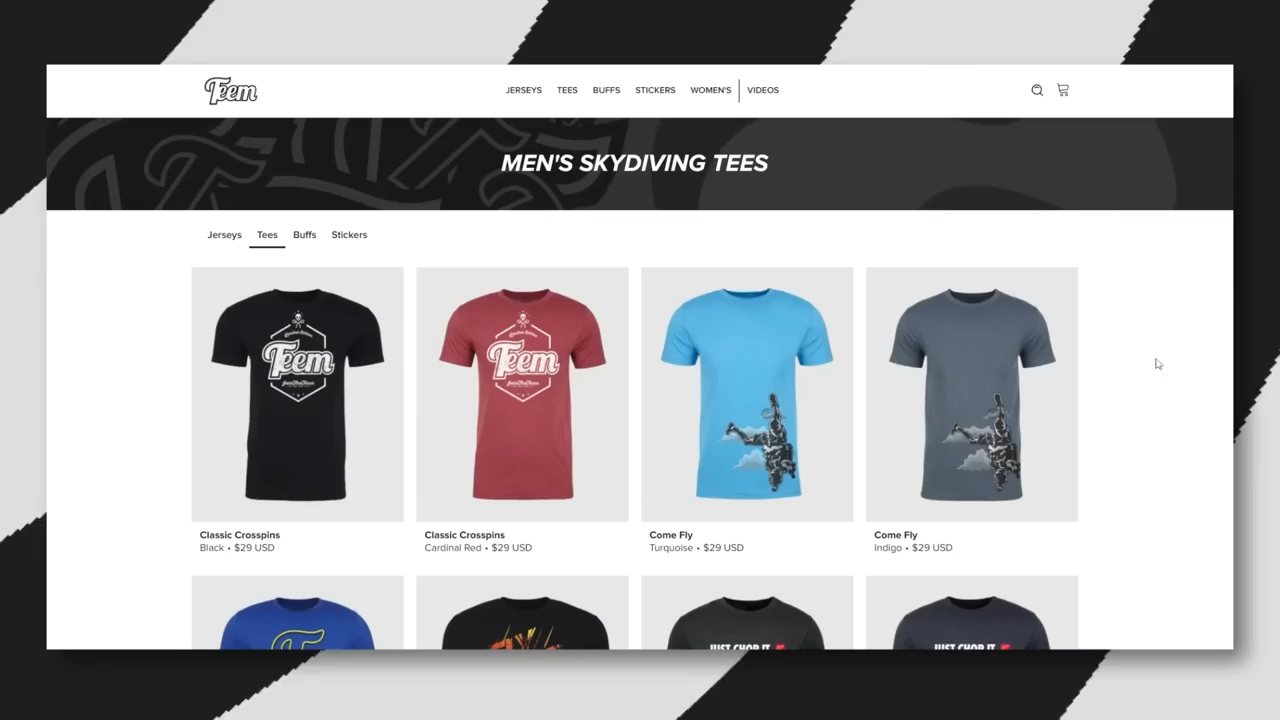 Teem
JERSEYS TEES BUFFS STICKERS WOMEN'S VIDEOS
MEN'S SKYDIVING TEES
Jerseys Tees Buffs Stickers
Teem
Teem
Classic Crosspins
Black • $29 USD
Classic Crosspins
Cardinal Red • $29 USD
Come Fly
Turquoise • $29 USD
Come Fly
Indigo • $29 USD
JUST CHOP IT
JUST CHOP IT